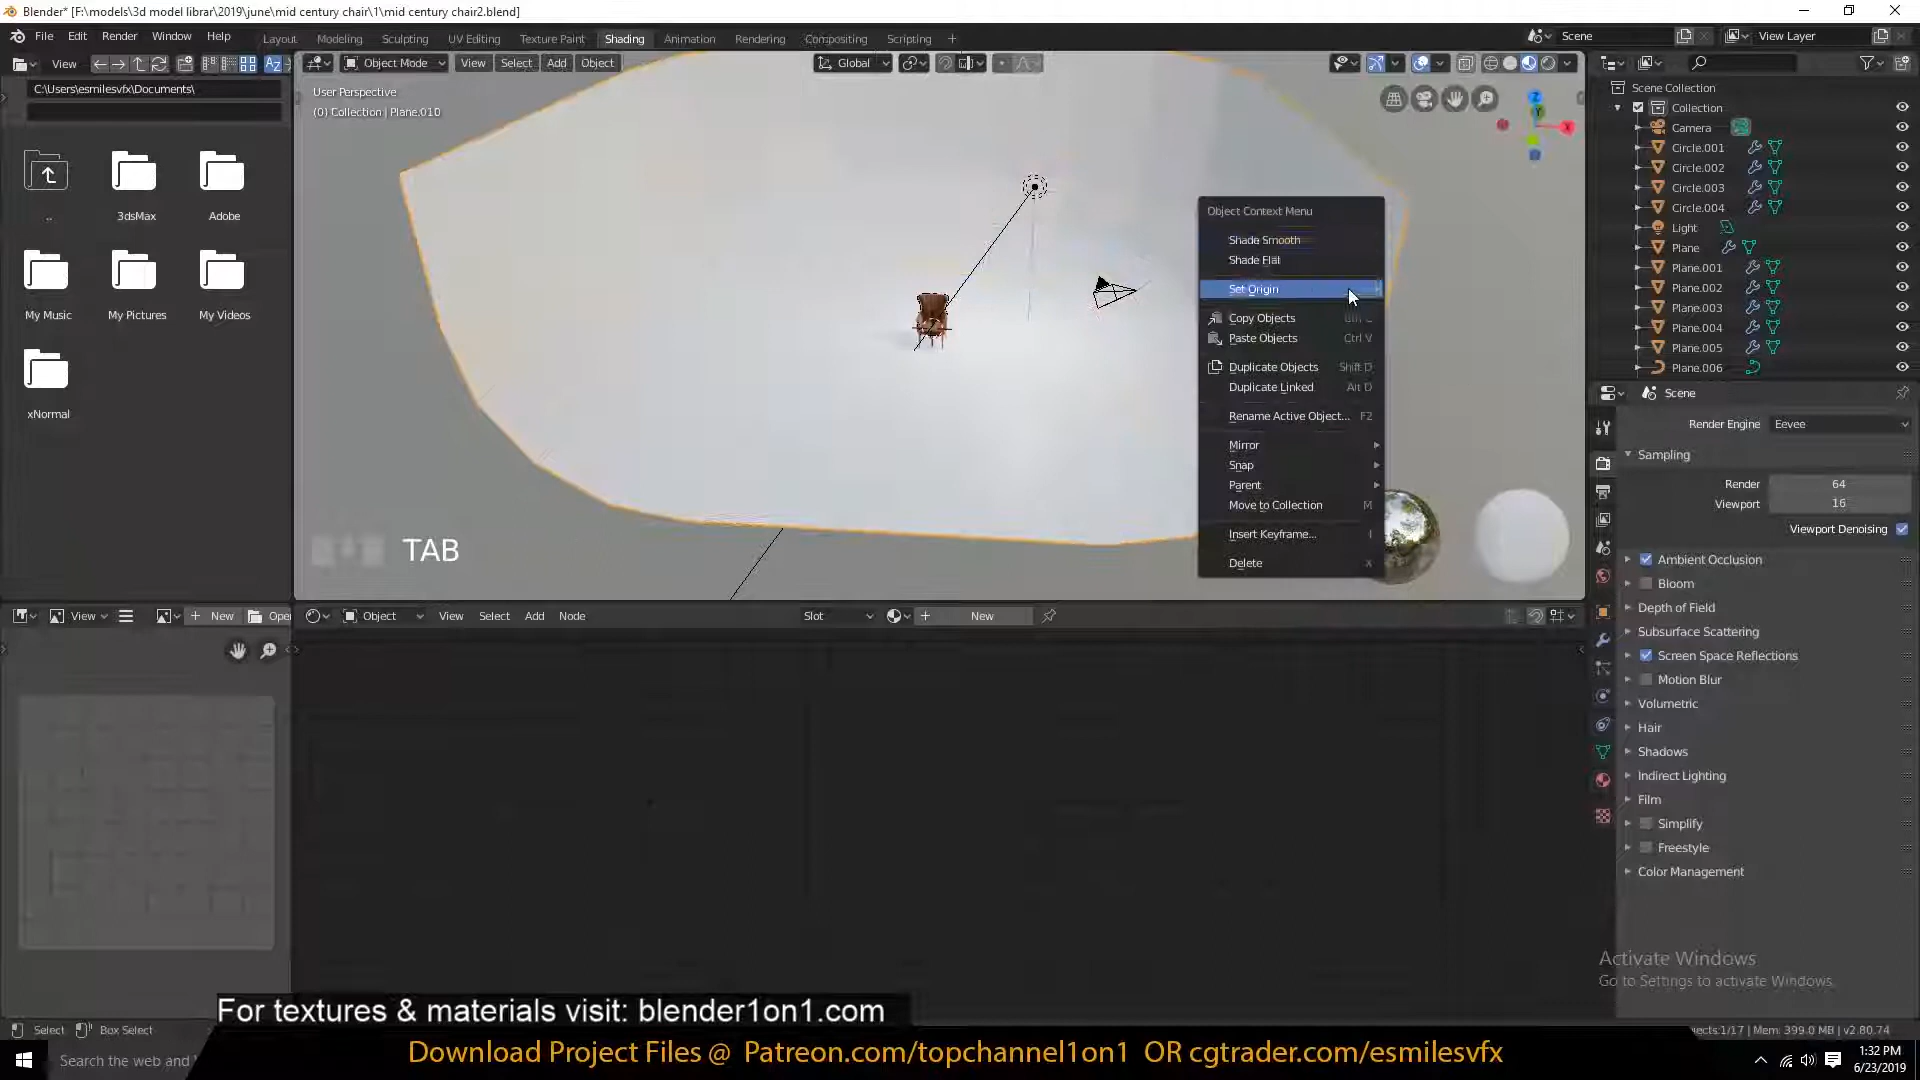 Blender* [F:\models\3d model librar\2019\june\mid century chair\1\mid century chair2.blend]
File Edit Render Window Help
Layout Modeling Sculpting UV Editing Texture Paint Shading Animation Rendering Compositing Scripting +
Scene
View Layer
View
Object Mode View Select Add Object
Global
C:\Users\esmilesvfx\Documents\
User Perspective
(0) Collection | Plane.010
..
3dsMax
Adobe
My Music
My Pictures
My Videos
xNormal
Object Context Menu
Shade Smooth
Shade Flat
Set Origin
Copy Objects
Paste Objects Ctrl V
Duplicate Objects Shift D
Duplicate Linked Alt D
Rename Active Object... F2
Mirror
Snap
Parent
Move to Collection M
Insert Keyframe... I
Delete X
TAB
Z
Y
X
Scene Collection
Collection
Camera
Circle.001
Circle.002
Circle.003
Circle.004
Light
Plane
Plane.001
Plane.002
Plane.003
Plane.004
Plane.005
Plane.006
Scene
Render Engine Eevee
Sampling
Render 64
Viewport 16
Viewport Denoising
Ambient Occlusion
Bloom
Depth of Field
Subsurface Scattering
Screen Space Reflections
Motion Blur
Volumetric
Hair
Shadows
Indirect Lighting
Film
Simplify
Freestyle
Color Management
View
+ New
Open
Object View Select Add Node
Slot
+ New
Activate Windows
Go to Settings to activate Windows.
For textures & materials visit: blender1on1.com
Select
Box Select
1/17 | Mem: 399.0 MB | v2.80.74
Search the web and
Download Project Files @ Patreon.com/topchannel1on1 OR cgtrader.com/esmilesvfx
1:32 PM
6/23/2019